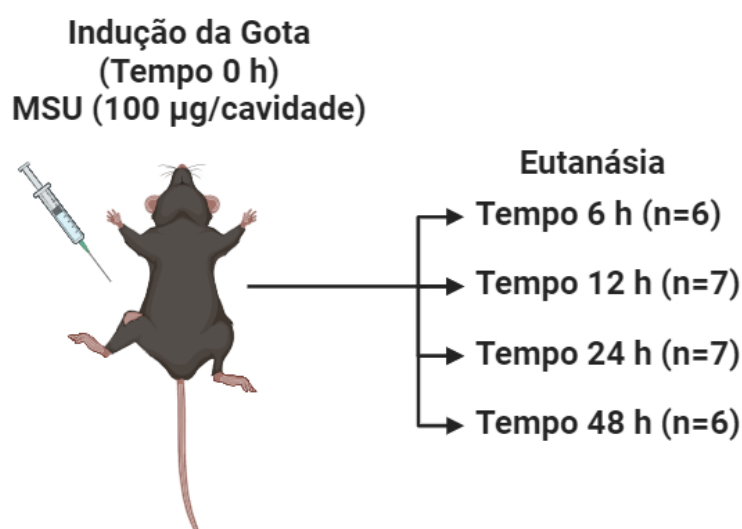 Indução da Gota
(Tempo 0 h)
MSU (100 µg/cavidade)
Eutanásia
Tempo 6 h (n=6)
Tempo 12 h (n=7)
Tempo 24 h (n=7)
Tempo 48 h (n=6)